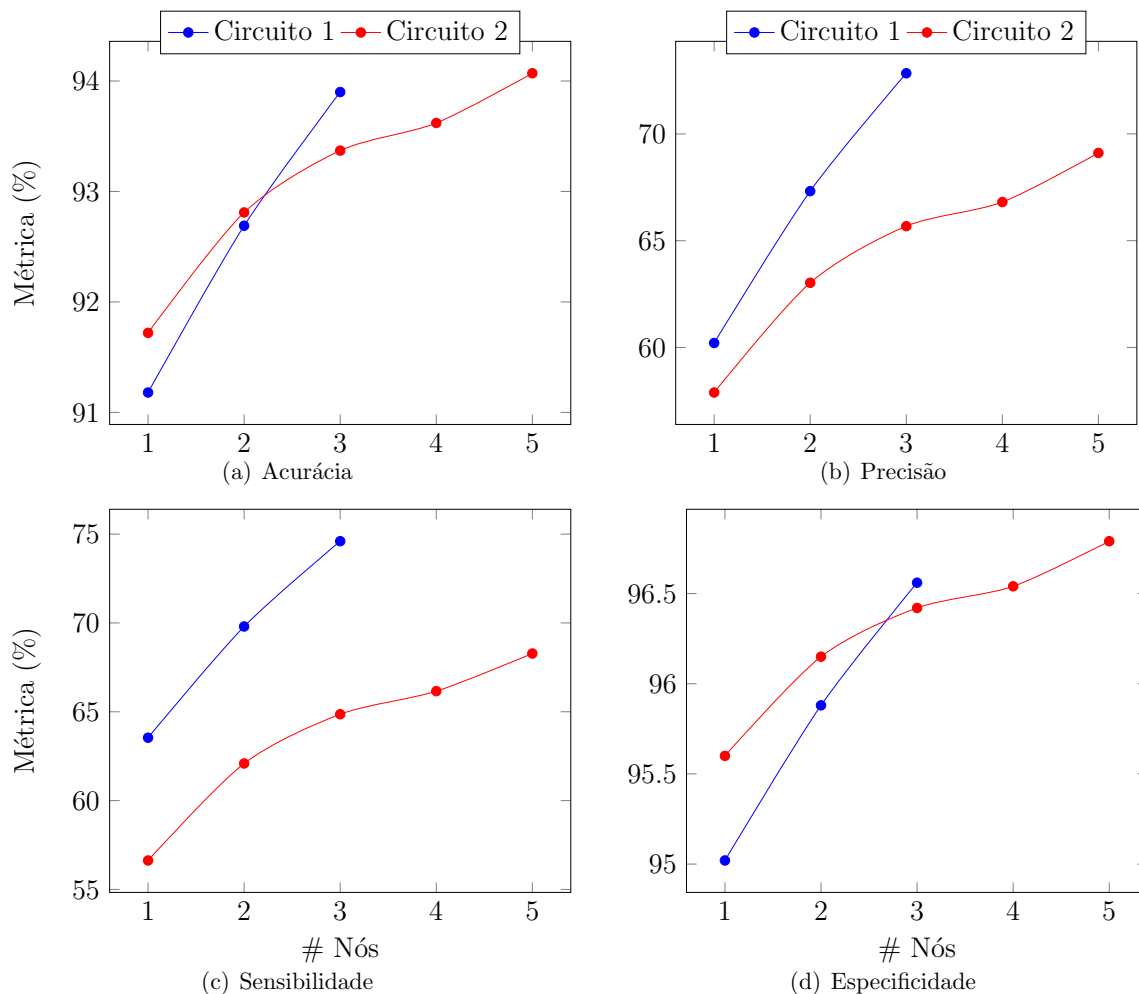 Circuito 1 Circuito 2
Circuito 1 Circuito 2
94
93
92
91
Métrica (%)
1 2 3 4 5
(a) Acurácia
70
65
60
1 2 3 4 5
(b) Precisão
75
70
65
60
55
Métrica (%)
1 2 3 4 5
# Nós
(c) Sensibilidade
96.5
96
95.5
95
1 2 3 4 5
# Nós
(d) Especificidade